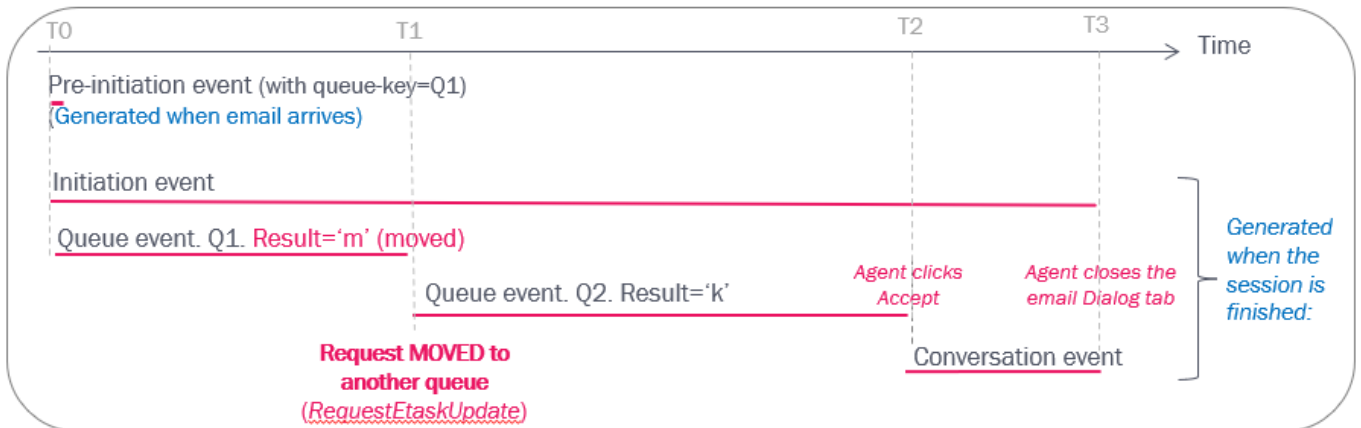 T0 T1 T2 T3
Time
Pre-initiation event (with queue-key=Q1)
(Generated when email arrives)
Initiation event
Queue event. Q1. Result=‘m’ (moved)
Queue event. Q2. Result=‘k’
Agent clicks
Accept
Agent closes the
email Dialog tab
Generated
when the
session is
finished:
Request MOVED to
another queue
(RequestEtaskUpdate)
Conversation event